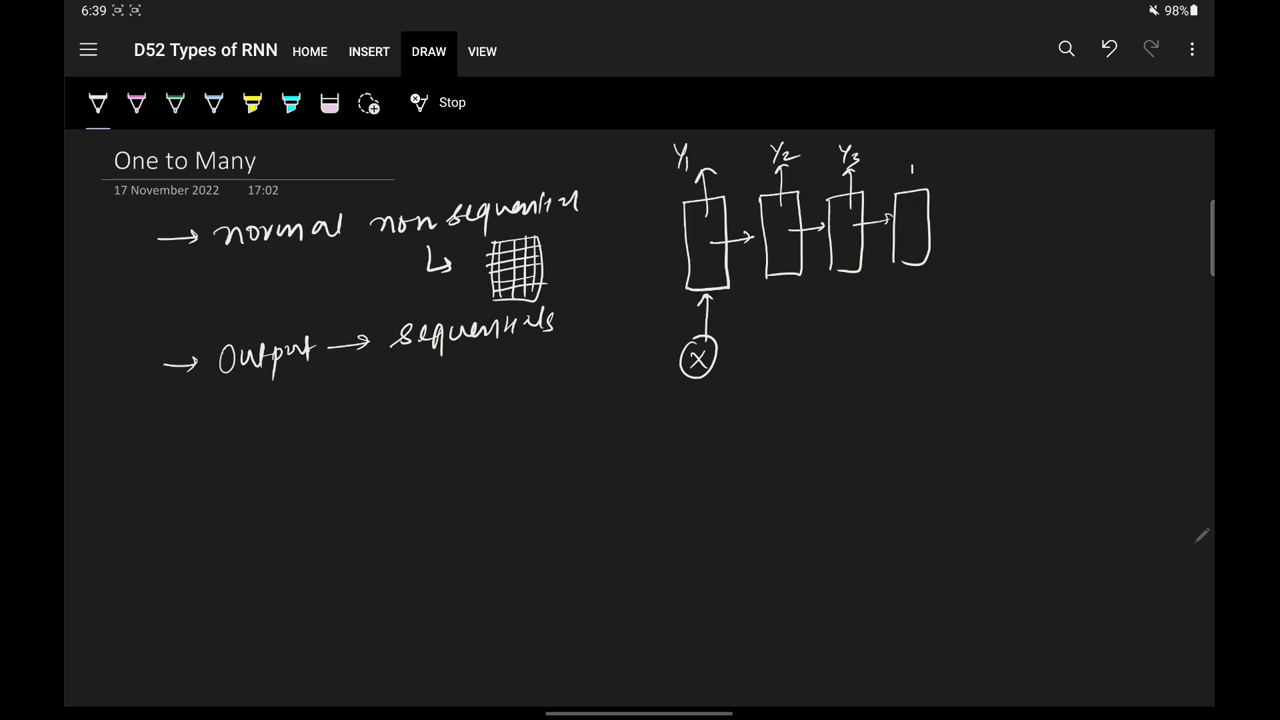 6:39 98%
D52 Types of RNN HOME INSERT DRAW VIEW
Stop
One to Many
17 November 2022 17:02
→ normal non sequential
→ Output → sequentials
Y1 Y2 Y3
X